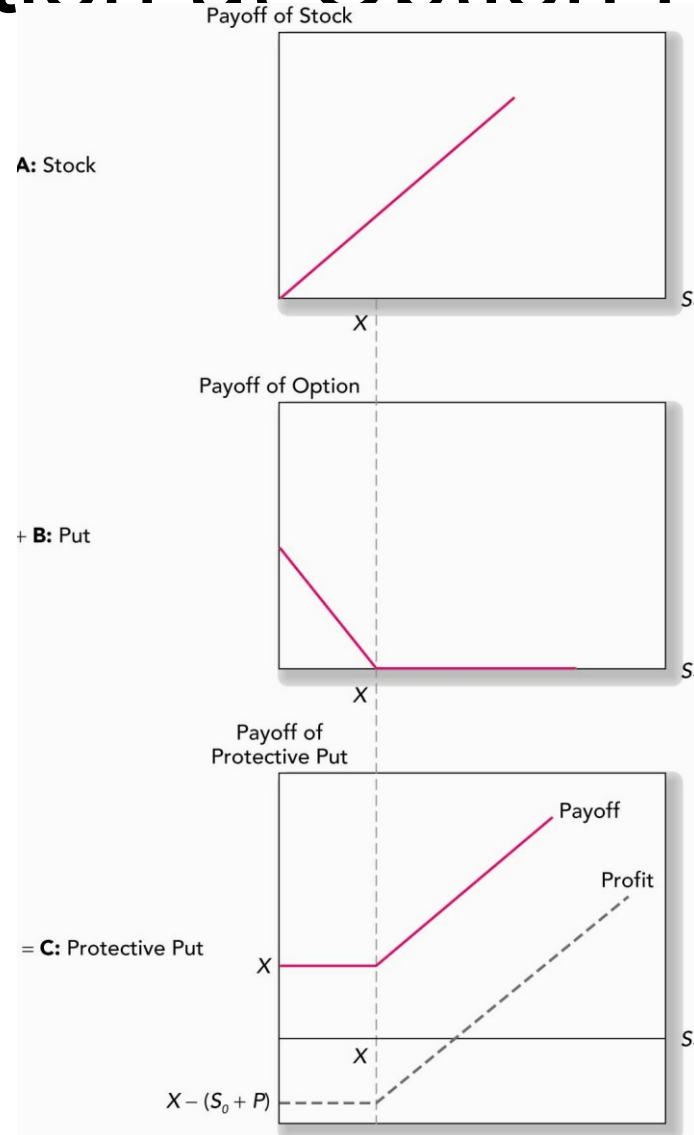 Payoff of Stock
A: Stock
S
X
Payoff of Option
+ B: Put
S
X
Payoff of
Protective Put
Payoff
Profit
= C: Protective Put
X
S
X
X – (S₀ + P)